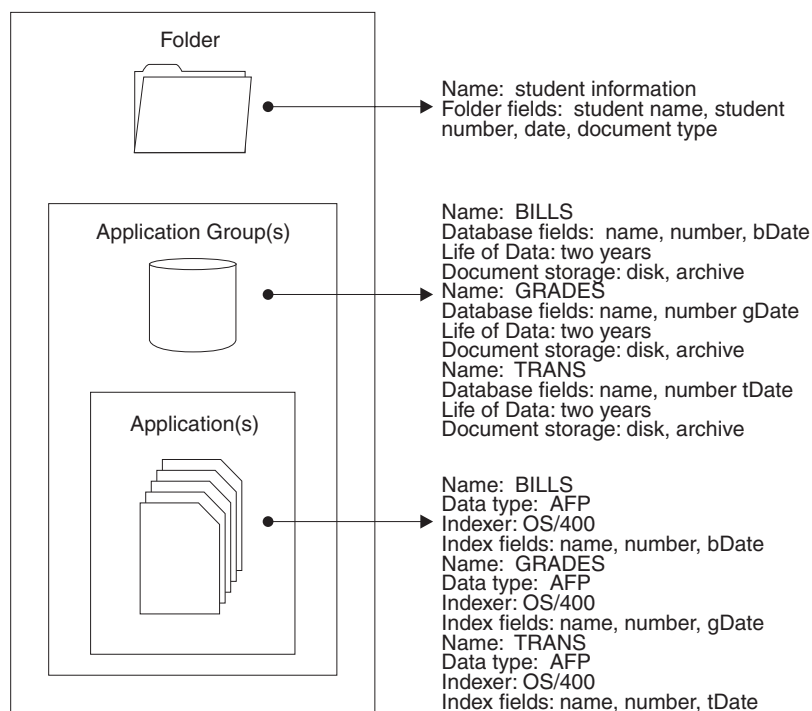 Folder
Name: student information
Folder fields: student name, student
number, date, document type
Application Group(s)
Name: BILLS
Database fields: name, number, bDate
Life of Data: two years
Document storage: disk, archive
Name: GRADES
Database fields: name, number gDate
Life of Data: two years
Document storage: disk, archive
Name: TRANS
Database fields: name, number tDate
Life of Data: two years
Document storage: disk, archive
Application(s)
Name: BILLS
Data type: AFP
Indexer: OS/400
Index fields: name, number, bDate
Name: GRADES
Data type: AFP
Indexer: OS/400
Index fields: name, number, gDate
Name: TRANS
Data type: AFP
Indexer: OS/400
Index fields: name, number, tDate